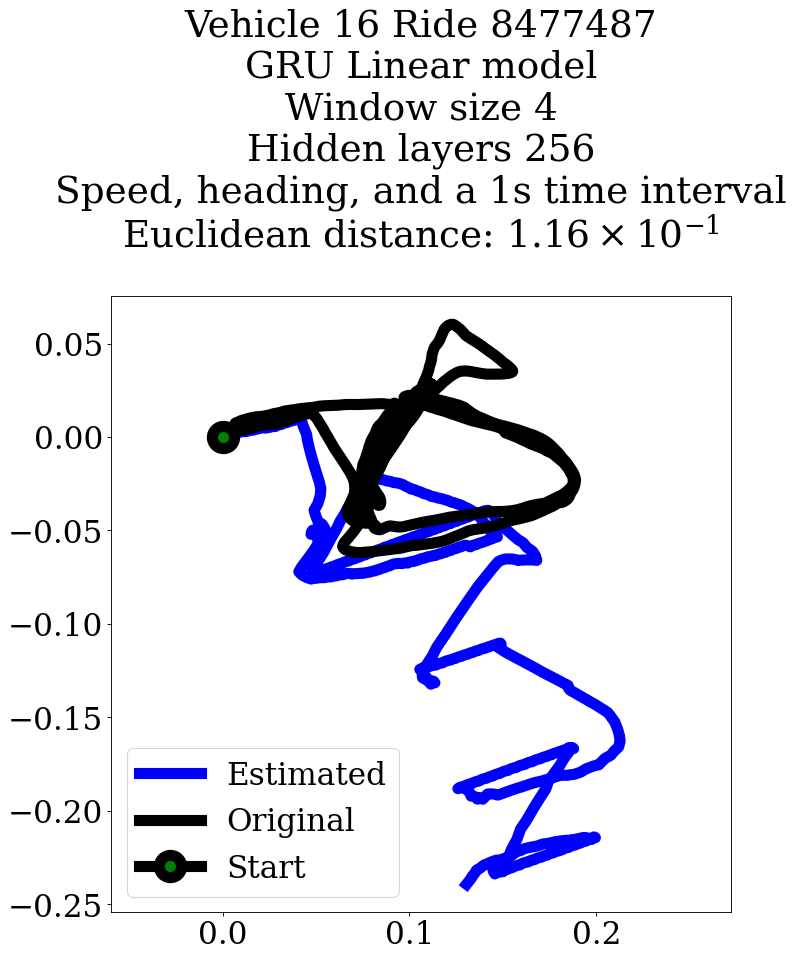 Vehicle 16 Ride 8477487
GRU Linear model
Window size 4
Hidden layers 256
Speed, heading, and a 1s time interval
Euclidean distance: 1.16 × 10⁻¹
0.05
0.00
−0.05
−0.10
−0.15
−0.20
−0.25
Estimated
Original
Start
0.0 0.1 0.2